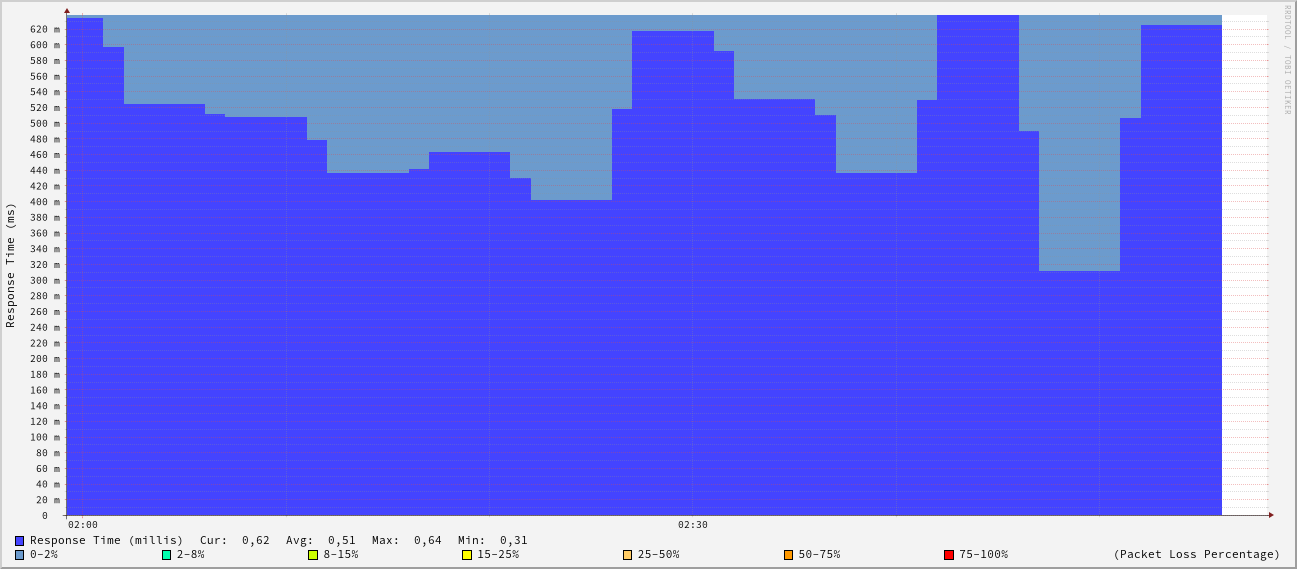 RRDTOOL / TOBI OETIKER
Response Time (ms)
620 m
600 m
580 m
560 m
540 m
520 m
500 m
480 m
460 m
440 m
420 m
400 m
380 m
360 m
340 m
320 m
300 m
280 m
260 m
240 m
220 m
200 m
180 m
160 m
140 m
120 m
100 m
80 m
60 m
40 m
20 m
0
02:00 02:30
Response Time (millis) Cur: 0,62 Avg: 0,51 Max: 0,64 Min: 0,31
0-2% 2-8% 8-15% 15-25% 25-50% 50-75% 75-100% (Packet Loss Percentage)